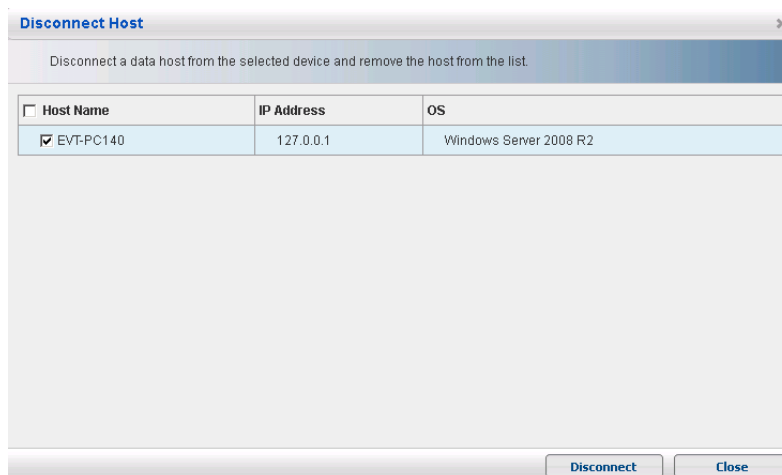 Disconnect Host
Disconnect a data host from the selected device and remove the host from the list.
Host Name IP Address OS
EVT-PC140 127.0.0.1 Windows Server 2008 R2
Disconnect Close